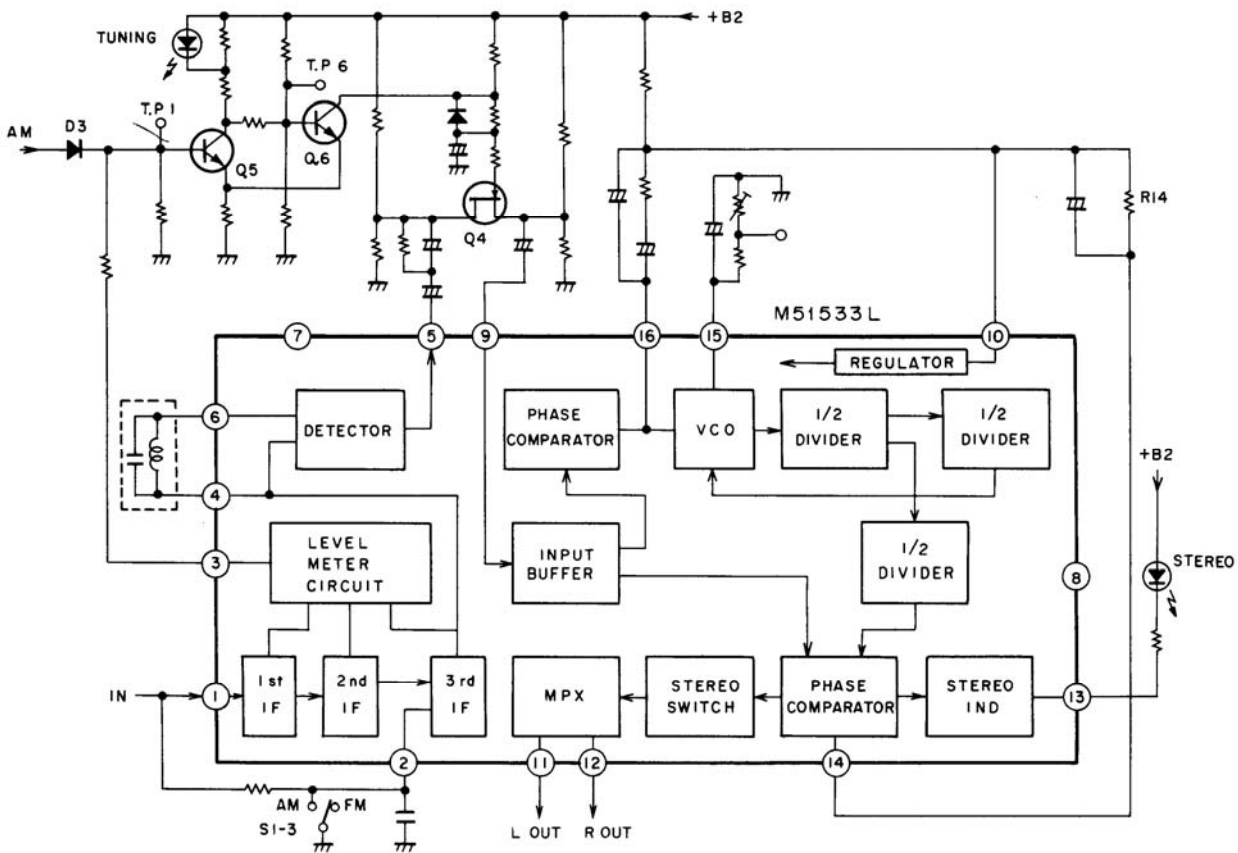 +B2
TUNING
T.P 6
T.P 1
AM
D3
Q5
Q6
Q4
R14
M51533L
7
5
9
16
15
10
REGULATOR
6
DETECTOR
PHASE
COMPARATOR
VCO
1/2
DIVIDER
1/2
DIVIDER
+B2
4
3
LEVEL
METER
CIRCUIT
INPUT
BUFFER
1/2
DIVIDER
8
STEREO
IN
1
1st
IF
2nd
IF
3rd
IF
MPX
STEREO
SWITCH
PHASE
COMPARATOR
STEREO
IND
13
2
11
12
14
AM
FM
S1-3
L OUT
R OUT